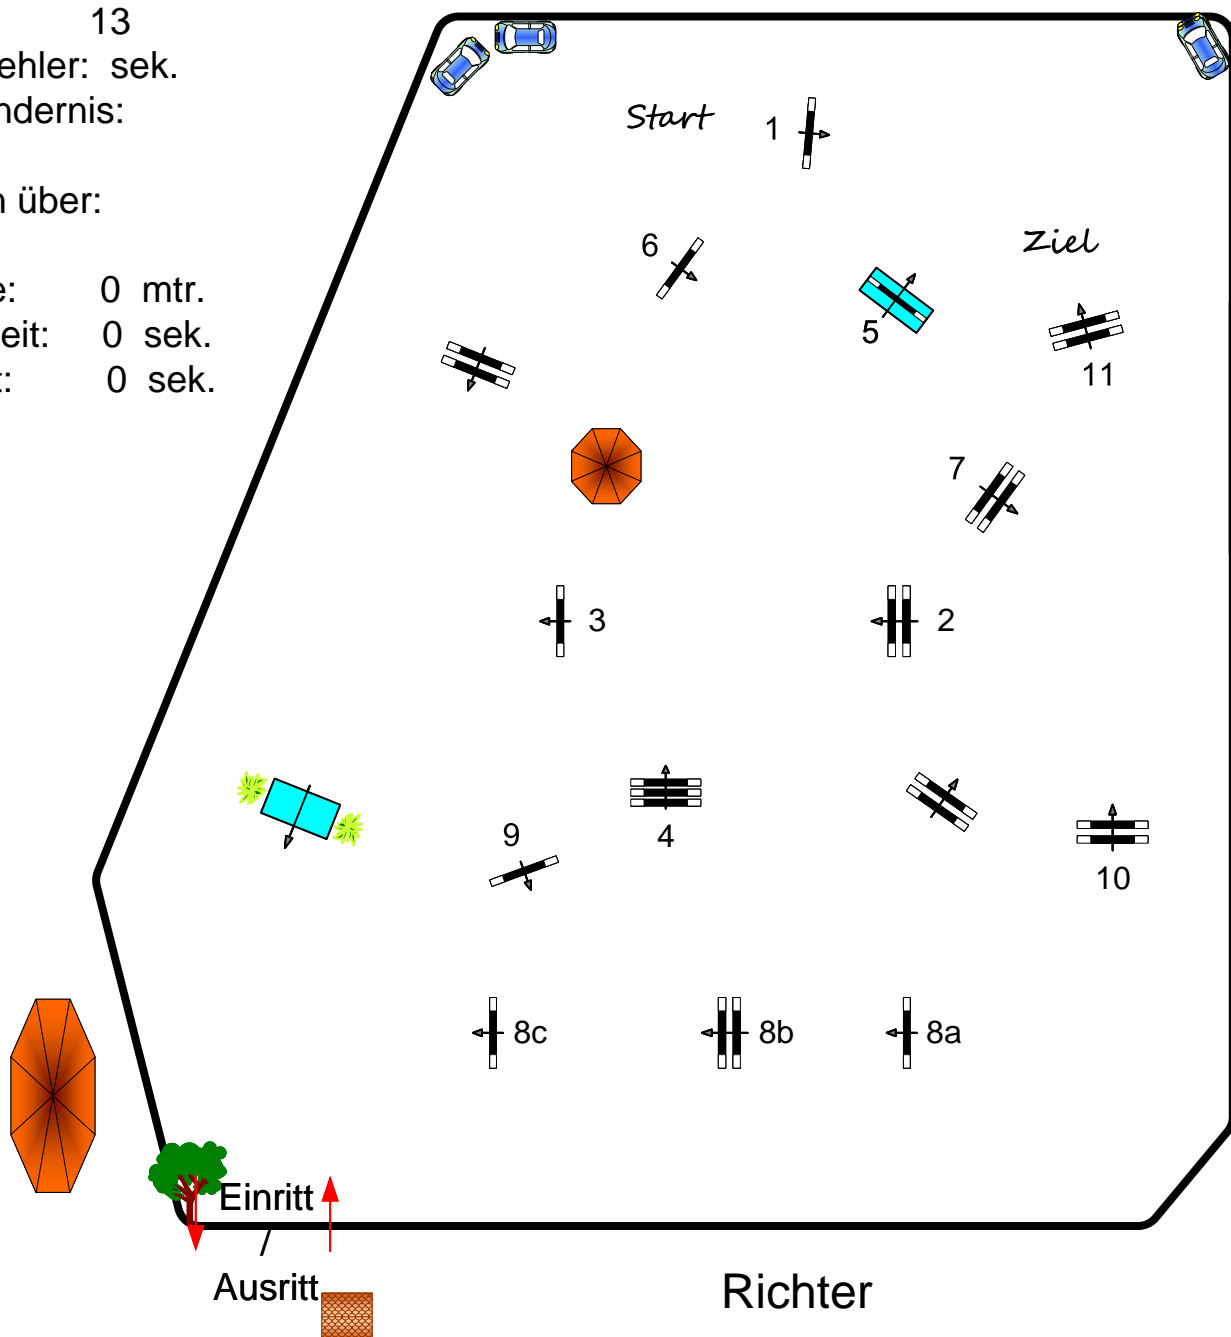 13
ehler: sek.
ndernis:
n über:
e: 0 mtr.
eit: 0 sek.
t: 0 sek.
Start
1
6
Ziel
5
11
7
3
2
9
4
10
8c
8b
8a
Einritt
Ausritt
Richter